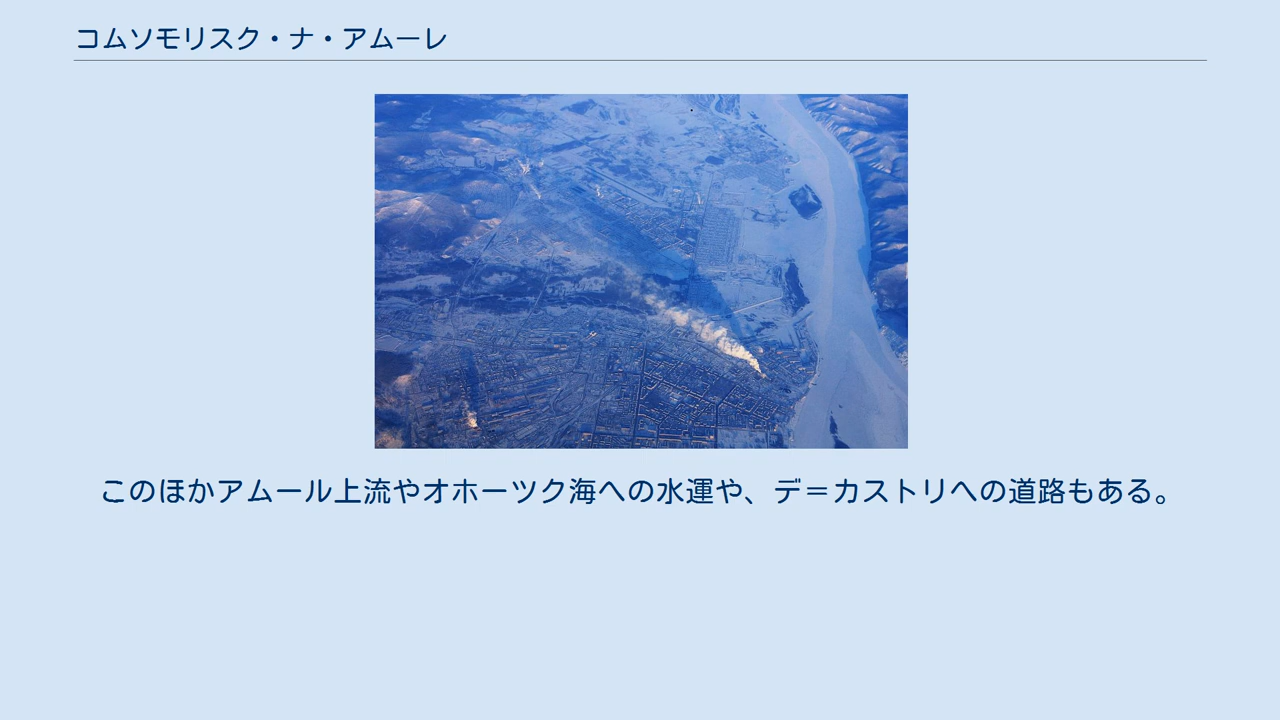 コムソモリスク・ナ・アムーレ
このほかアムール上流やオホーツク海への水運や、デ＝カストリへの道路もある。